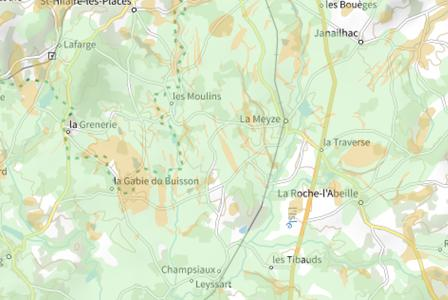 St-Hilaire-les-Places
les Bouèges
Janailhac
Lafarge
les Moulins
la Grenerie
La Meyze
la Traverse
la Gabie du Buisson
La Roche-l'Abeille
l'Isle
les Tibauds
Champsiaux
Leyssart